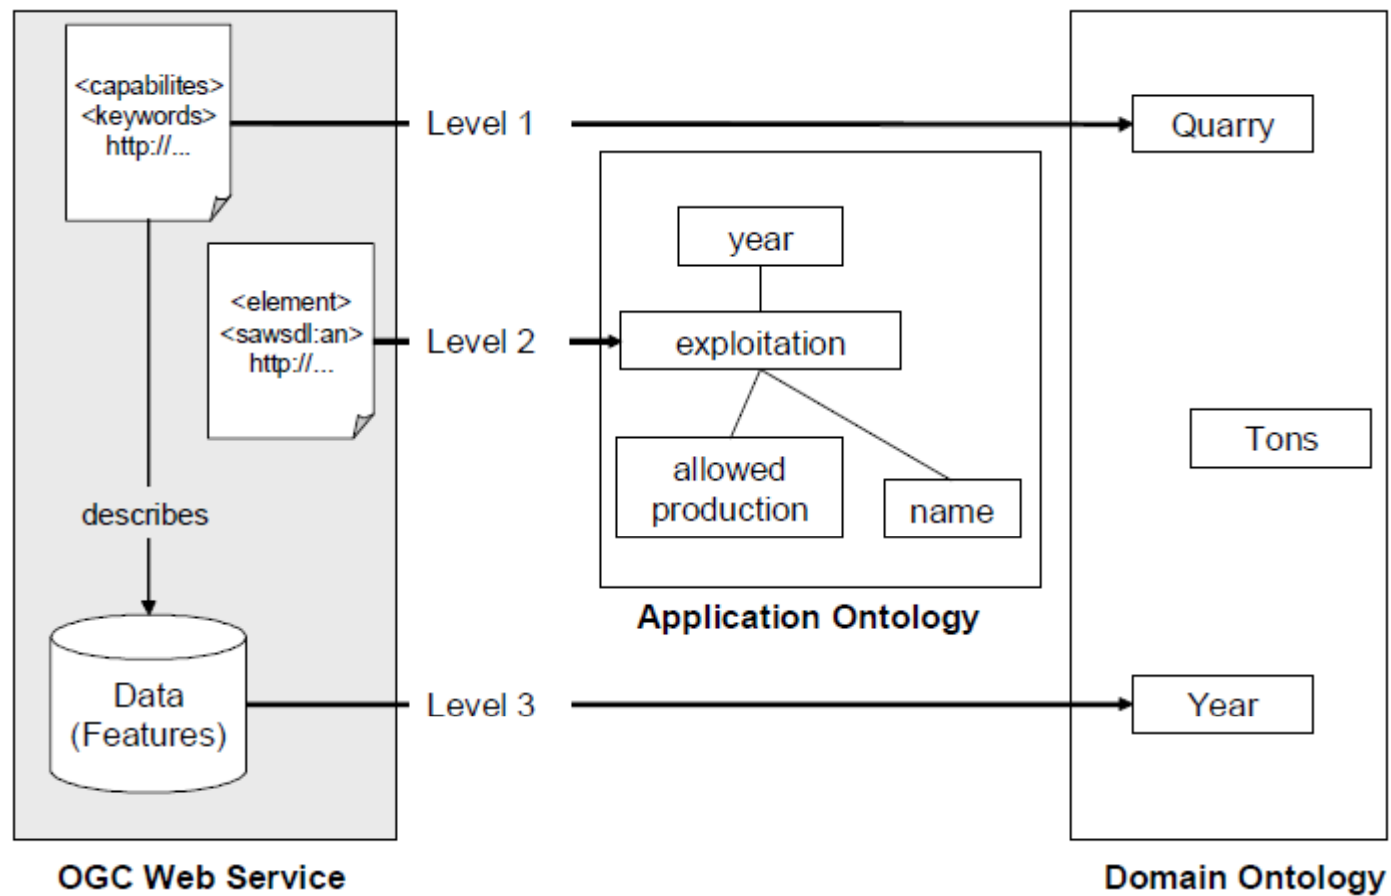 <capabilites>
<keywords>
http://...
Level 1
Quarry
year
<element>
<sawsdl:an>
http://...
Level 2
exploitation
Tons
allowed
production
name
describes
Application Ontology
Data
(Features)
Level 3
Year
OGC Web Service
Domain Ontology